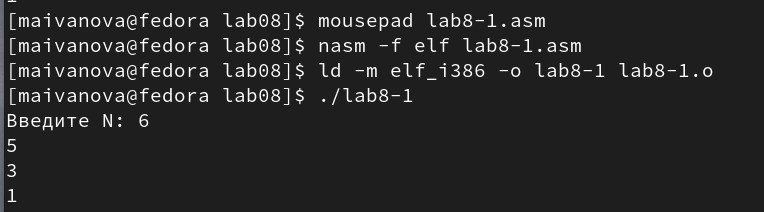 [maivanova@fedora lab08]$ mousepad lab8-1.asm
[maivanova@fedora lab08]$ nasm -f elf lab8-1.asm
[maivanova@fedora lab08]$ ld -m elf_i386 -o lab8-1 lab8-1.o
[maivanova@fedora lab08]$ ./lab8-1
Введите N: 6
5
3
1